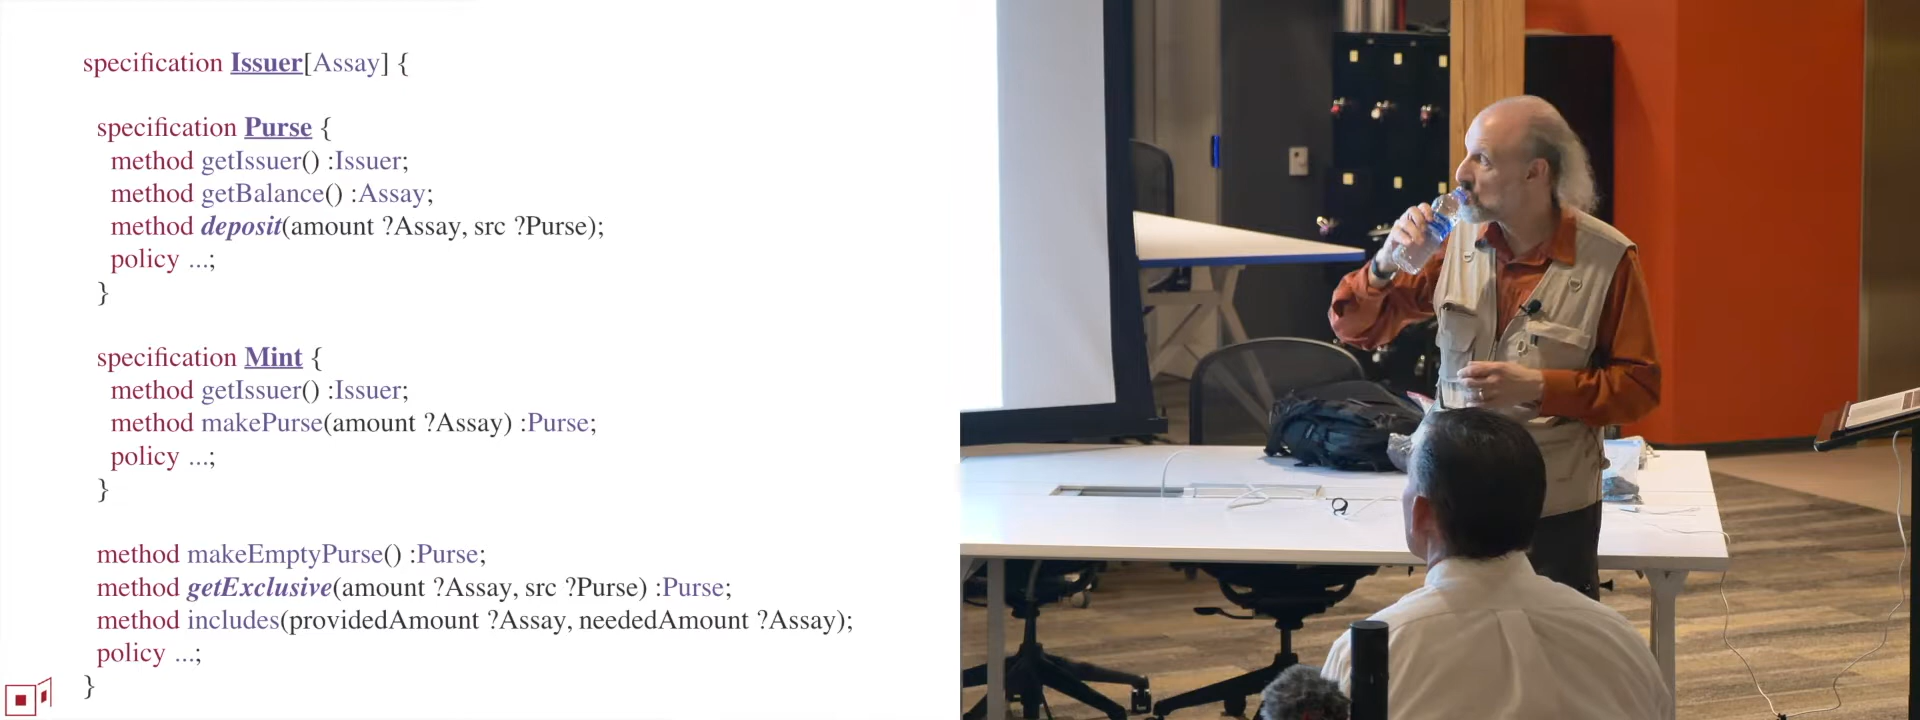 specification Issuer[Assay] {
specification Purse {
method getIssuer() :Issuer;
method getBalance() :Assay;
method deposit(amount ?Assay, src ?Purse);
policy ...;
}
specification Mint {
method getIssuer() :Issuer;
method makePurse(amount ?Assay) :Purse;
policy ...;
}
method makeEmptyPurse() :Purse;
method getExclusive(amount ?Assay, src ?Purse) :Purse;
method includes(providedAmount ?Assay, neededAmount ?Assay);
policy ...;
}